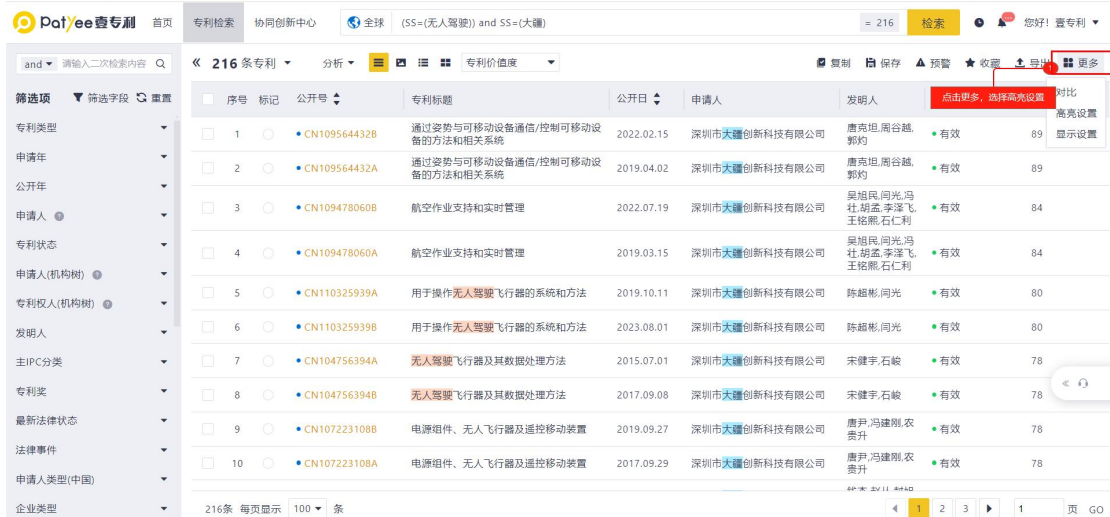 Patyee壹专利 首页 专利检索 协同创新中心 全球 (SS=(无人驾驶)) and SS=(大疆) = 216 检索 您好! 壹专利
and 请输入二次检索内容 216 条专利 分析 专利价值度 复制 保存 预警 收藏 导出 更多
筛选项 筛选字段 重置
序号 标记 公开号 专利标题 公开日 申请人 发明人
1 点击更多，选择高亮设置
对比
高亮设置
显示设置
专利类型
申请年
公开年
申请人
专利状态
申请人(机构树)
专利权人(机构树)
发明人
主IPC分类
专利奖
最新法律状态
法律事件
申请人类型(中国)
企业类型
1 CN109564432B 通过姿势与可移动设备通信/控制可移动设备的方法和相关系统 2022.02.15 深圳市大疆创新科技有限公司 唐克坦,周谷越,郭灼 有效 89
2 CN109564432A 通过姿势与可移动设备通信/控制可移动设备的方法和相关系统 2019.04.02 深圳市大疆创新科技有限公司 唐克坦,周谷越,郭灼 有效 89
3 CN109478060B 航空作业支持和实时管理 2022.07.19 深圳市大疆创新科技有限公司 吴旭民,闫光,冯壮,胡孟,李泽飞,王铭熙,石仁利 有效 84
4 CN109478060A 航空作业支持和实时管理 2019.03.15 深圳市大疆创新科技有限公司 吴旭民,闫光,冯壮,胡孟,李泽飞,王铭熙,石仁利 有效 84
5 CN110325939A 用于操作无人驾驶飞行器的系统和方法 2019.10.11 深圳市大疆创新科技有限公司 陈超彬,闫光 有效 80
6 CN110325939B 用于操作无人驾驶飞行器的系统和方法 2023.08.01 深圳市大疆创新科技有限公司 陈超彬,闫光 有效 80
7 CN104756394A 无人驾驶飞行器及其数据处理方法 2015.07.01 深圳市大疆创新科技有限公司 宋健宇,石峻 有效 78
8 CN104756394B 无人驾驶飞行器及其数据处理方法 2017.09.08 深圳市大疆创新科技有限公司 宋健宇,石峻 有效 78
9 CN107223108B 电源组件、无人飞行器及遥控移动装置 2019.09.27 深圳市大疆创新科技有限公司 唐尹,冯建刚,农贵升 有效 78
10 CN107223108A 电源组件、无人飞行器及遥控移动装置 2017.09.29 深圳市大疆创新科技有限公司 唐尹,冯建刚,农贵升 有效 78
216条 每页显示 100 条 1 2 3 1 页 GO